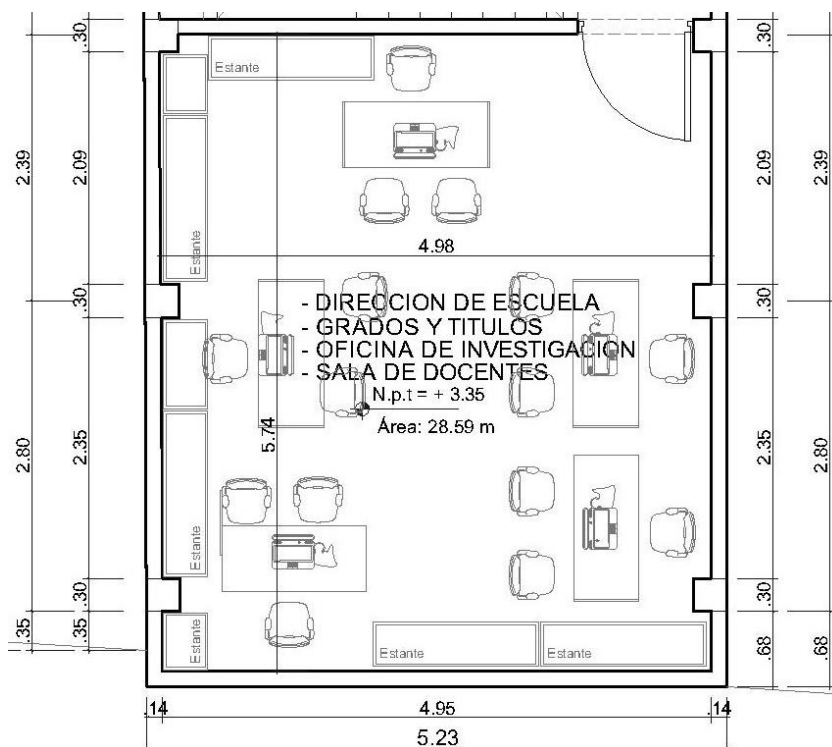 .30
.30
Estante
2.39
2.09
2.09
2.39
Estante
4.98
.30
.30
- DIRECCION DE ESCUELA
- GRADOS Y TITULOS
- OFICINA DE INVESTIGACION
- SALA DE DOCENTES
N.p.t = + 3.35
Área: 28.59 m
5.74
2.80
2.35
2.35
2.80
Estante
.30
.30
.35
.35
Estante
Estante
Estante
.68
.68
.14
4.95
.14
5.23